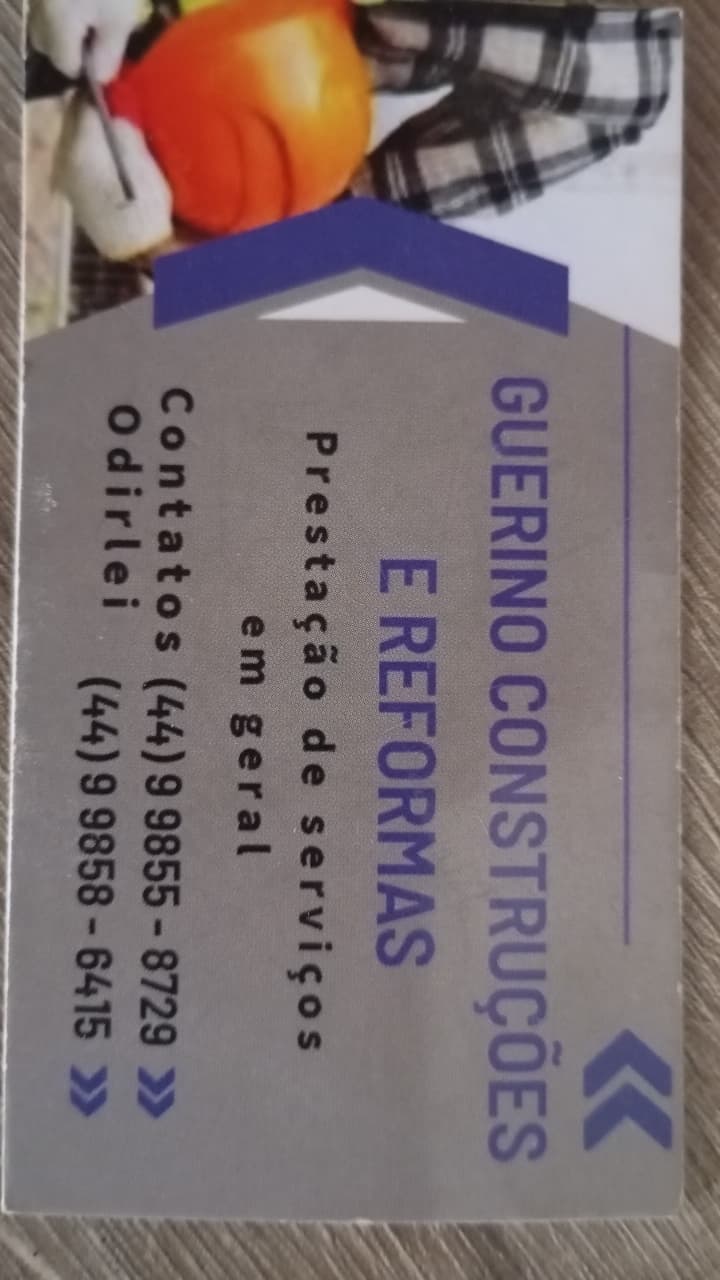 GUERINO CONSTRUÇÕES
E REFORMAS
Prestação de serviços
em geral
Contatos (44)9 9855 - 8729
Odirlei (44)9 9858 - 6415